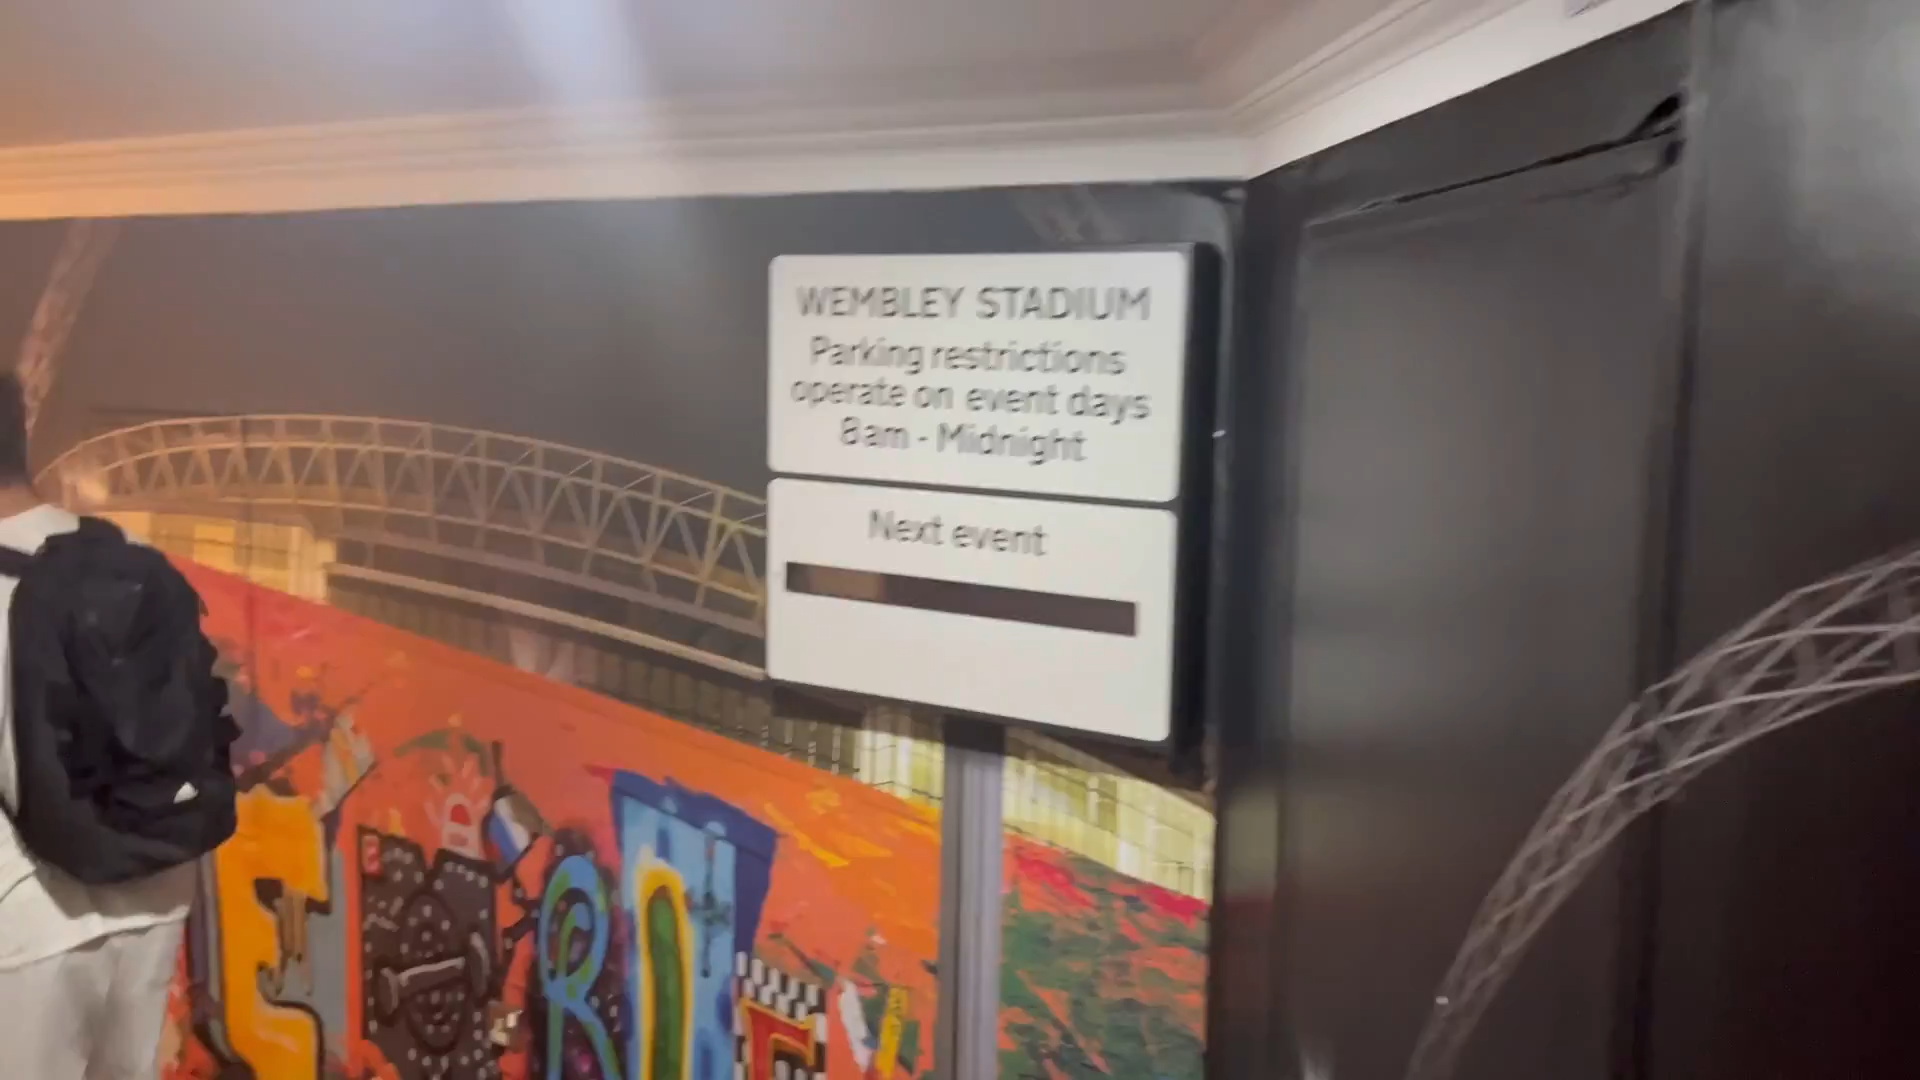 WEMBLEY STADIUM
Parking restrictions
operate on event days
8am - Midnight
Next event